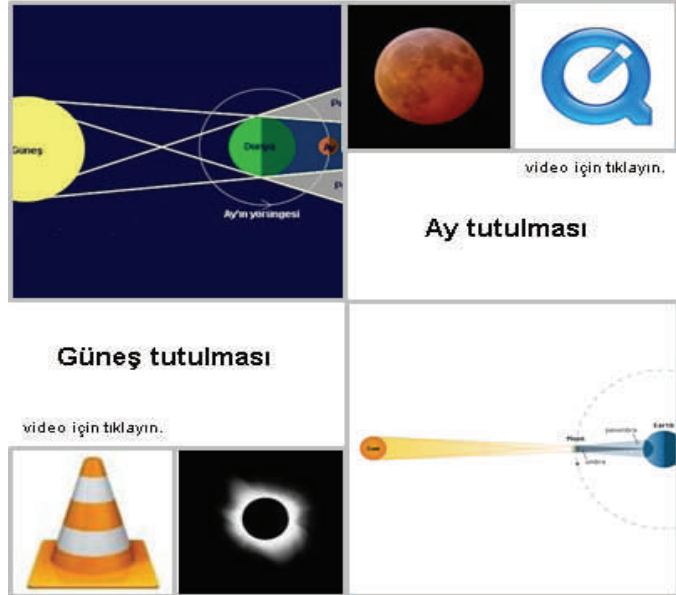 Güneş
Dünya
Ay
Ay'ın yörüngesi
video için tıklayın.
Ay tutulması
Güneş tutulması
video için tıklayın.
Sun
Moon
penumbra
umbra
Earth